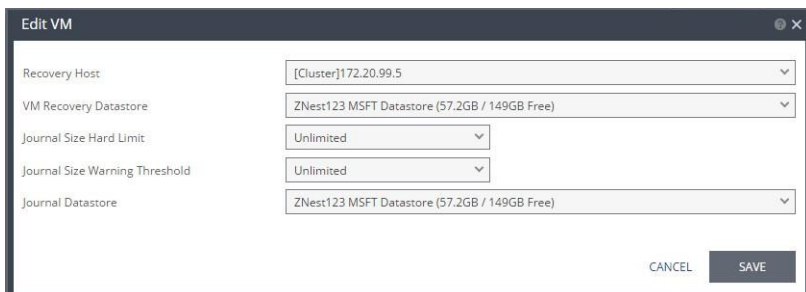 Edit VM
Recovery Host [Cluster]172.20.99.5
VM Recovery Datastore ZNest123 MSFT Datastore (57.2GB / 149GB Free)
Journal Size Hard Limit Unlimited
Journal Size Warning Threshold Unlimited
Journal Datastore ZNest123 MSFT Datastore (57.2GB / 149GB Free)
CANCEL SAVE